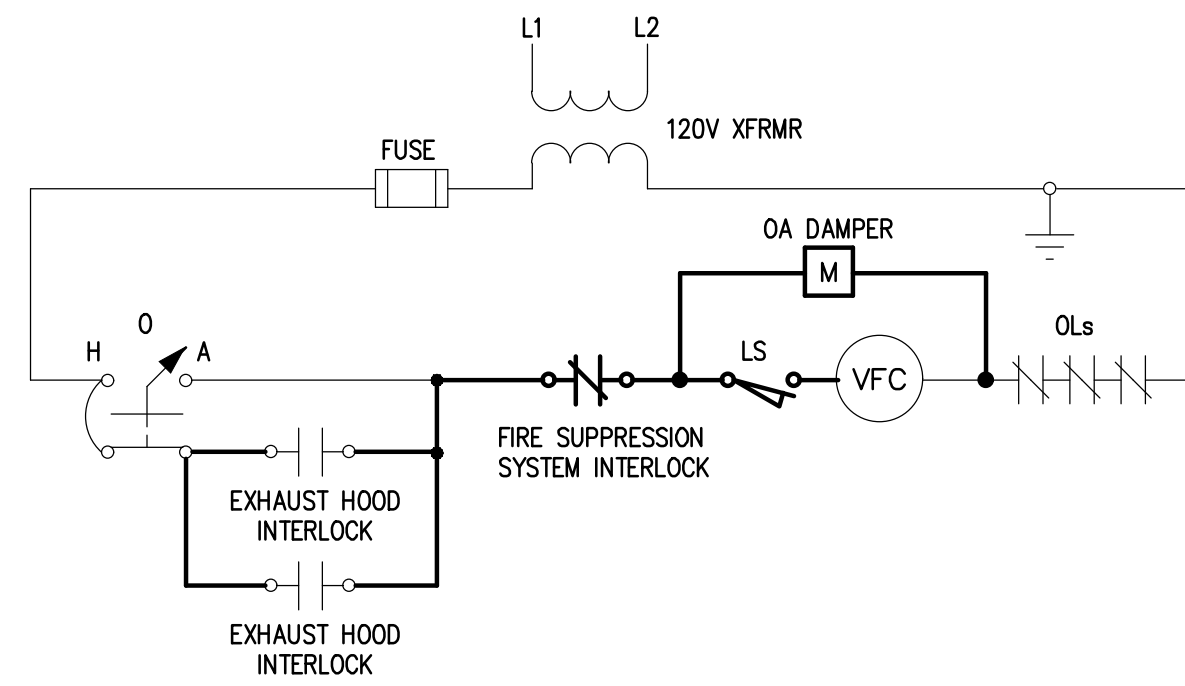 L1 L2
120V XFRMR
FUSE
OA DAMPER
M
O
H A
LS
VFC
OLs
FIRE SUPPRESSION
SYSTEM INTERLOCK
EXHAUST HOOD
INTERLOCK
EXHAUST HOOD
INTERLOCK